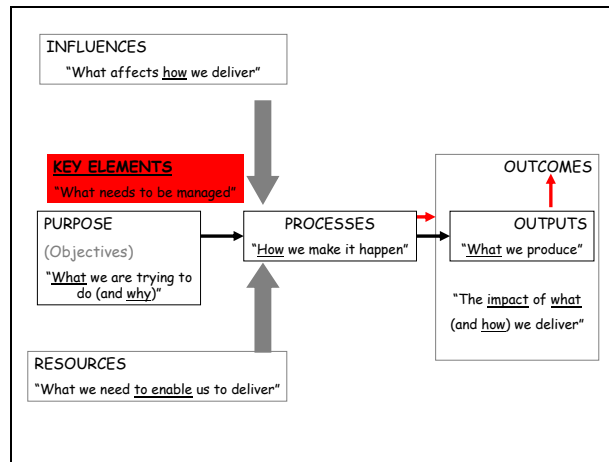 INFLUENCES
“What affects how we deliver”
KEY ELEMENTS
“What needs to be managed”
OUTCOMES
PURPOSE
(Objectives)
“What we are trying to
do (and why)”
PROCESSES
“How we make it happen”
OUTPUTS
“What we produce”
“The impact of what
(and how) we deliver”
RESOURCES
“What we need to enable us to deliver”